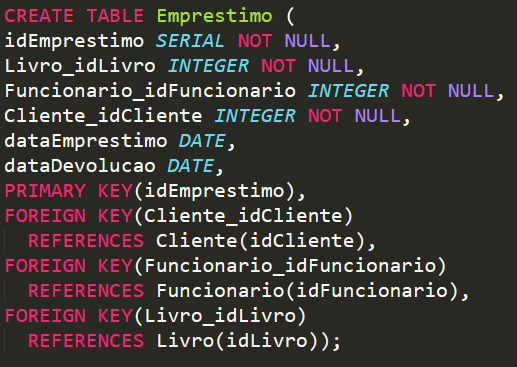 CREATE TABLE Emprestimo (
idEmprestimo SERIAL NOT NULL,
Livro_idLivro INTEGER NOT NULL,
Funcionario_idFuncionario INTEGER NOT NULL,
Cliente_idCliente INTEGER NOT NULL,
dataEmprestimo DATE,
dataDevolucao DATE,
PRIMARY KEY(idEmprestimo),
FOREIGN KEY(Cliente_idCliente)
  REFERENCES Cliente(idCliente),
FOREIGN KEY(Funcionario_idFuncionario)
  REFERENCES Funcionario(idFuncionario),
FOREIGN KEY(Livro_idLivro)
  REFERENCES Livro(idLivro));